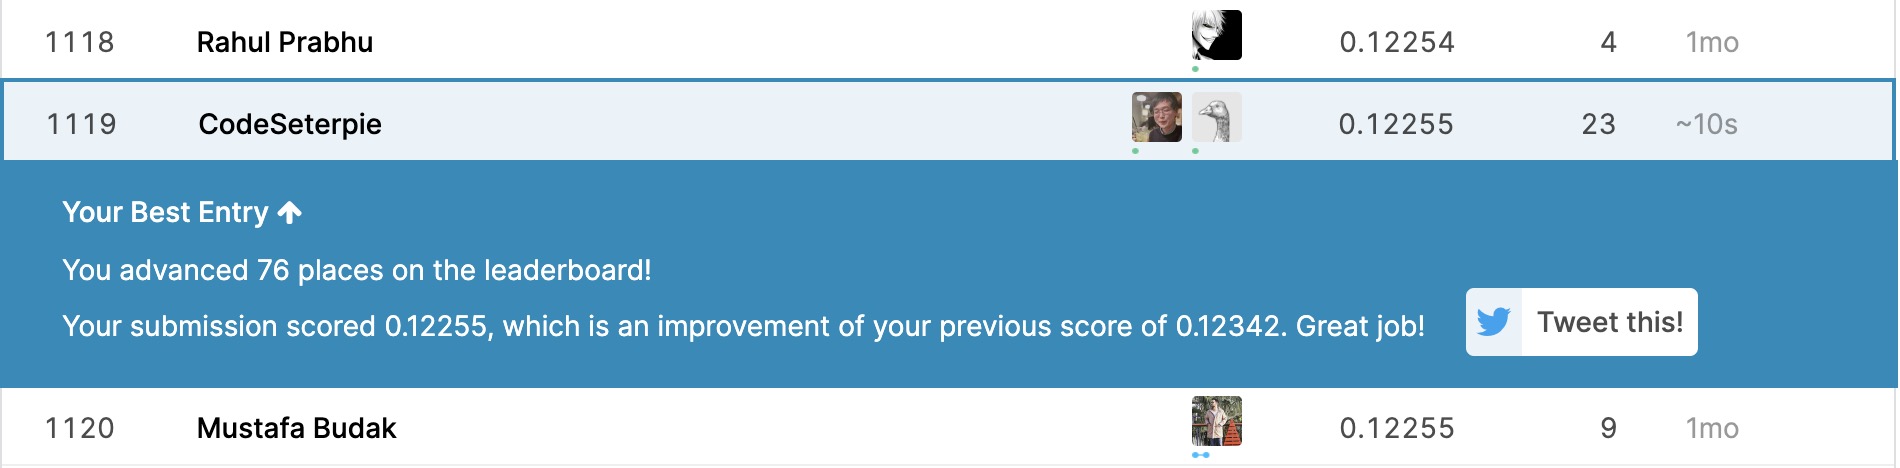 1118 Rahul Prabhu 0.12254 4 1mo
1119 CodeSeterpie 0.12255 23 ~10s
Your Best Entry
You advanced 76 places on the leaderboard!
Your submission scored 0.12255, which is an improvement of your previous score of 0.12342. Great job! Tweet this!
1120 Mustafa Budak 0.12255 9 1mo